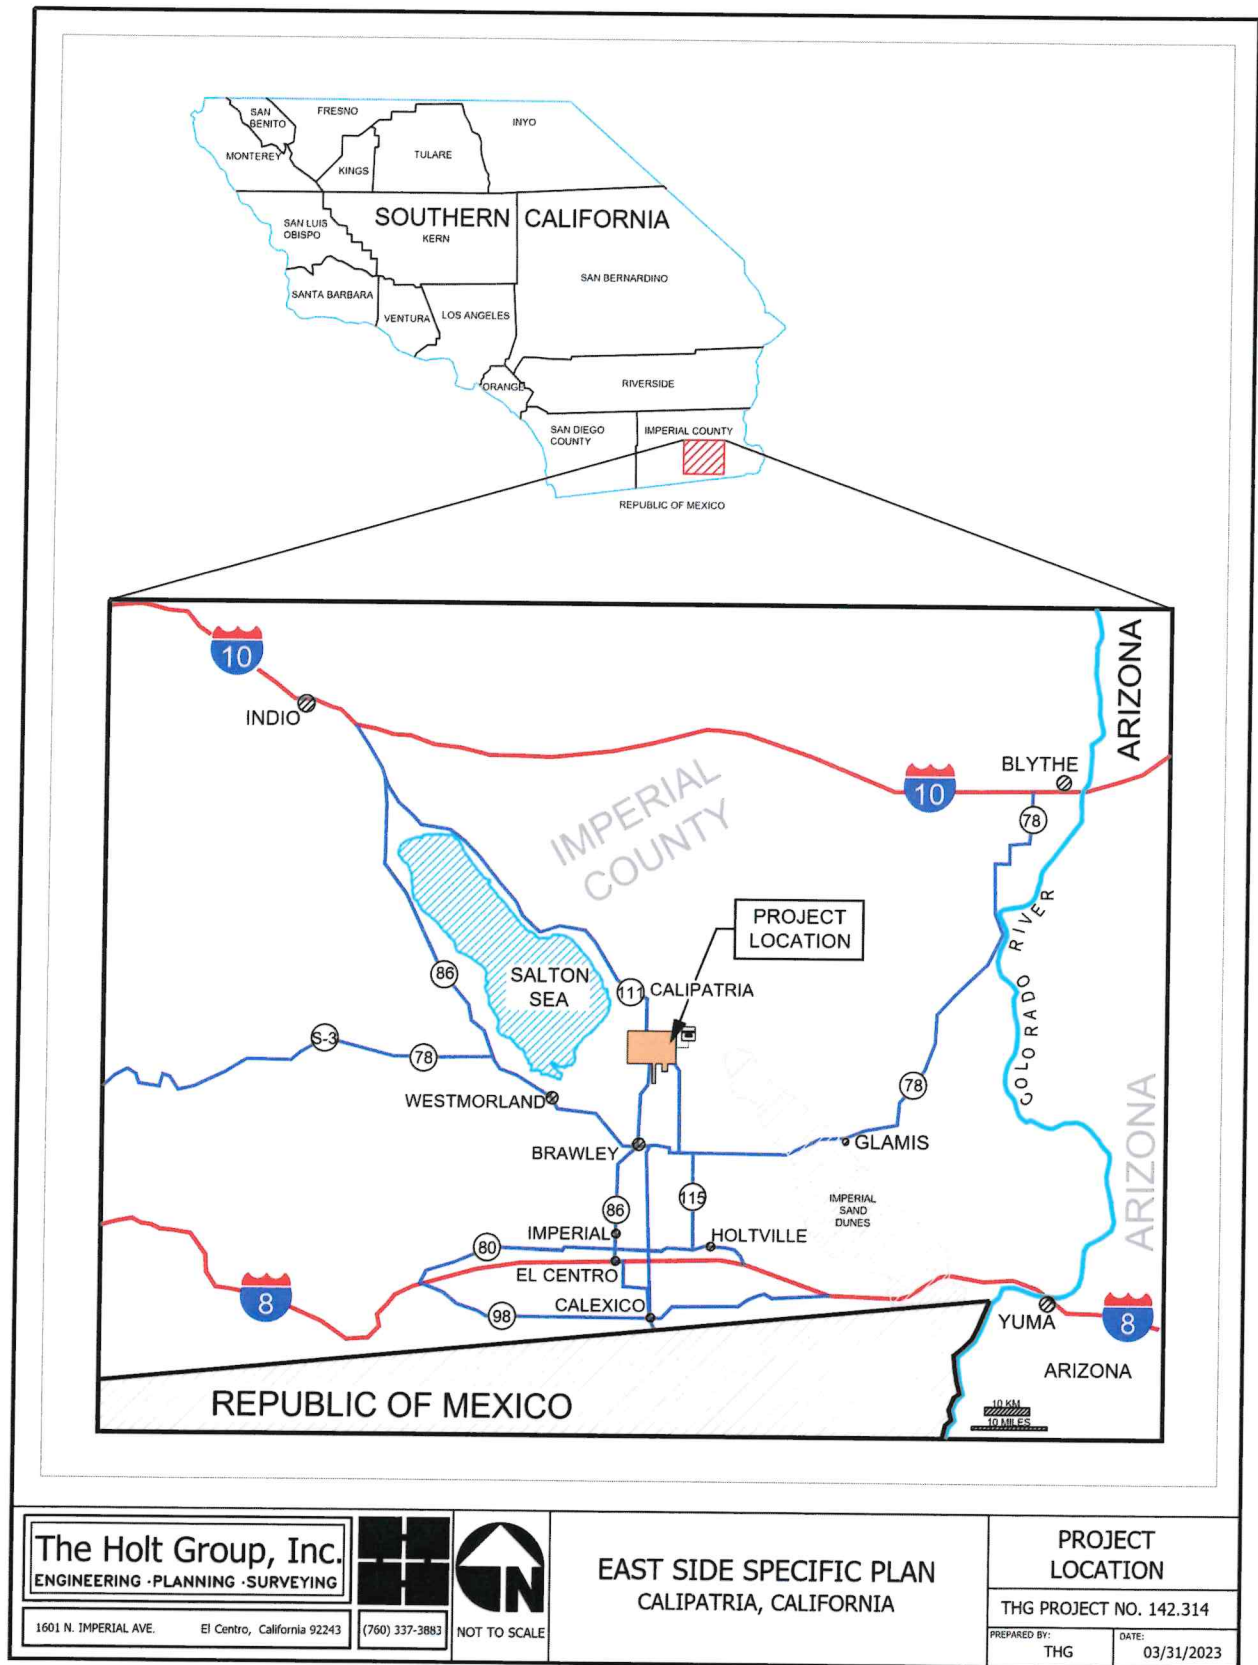 SAN
BENITO
FRESNO
INYO
MONTEREY
KINGS
TULARE
SOUTHERN CALIFORNIA
SAN LUIS
OBISPO
KERN
SAN BERNARDINO
SANTA BARBARA
VENTURA
LOS ANGELES
ORANGE
RIVERSIDE
SAN DIEGO
COUNTY
IMPERIAL COUNTY
REPUBLIC OF MEXICO
10
INDIO
ARIZONA
BLYTHE
10
78
IMPERIAL
COUNTY
PROJECT
LOCATION
COLORADO RIVER
86
SALTON
SEA
111
CALIPATRIA
S-3
78
78
WESTMORLAND
BRAWLEY
GLAMIS
ARIZONA
86
115
IMPERIAL
SAND
DUNES
IMPERIAL
HOLTVILLE
80
EL CENTRO
8
98
CALEXICO
YUMA
8
ARIZONA
REPUBLIC OF MEXICO
10 KM
10 MILES
The Holt Group, Inc.
ENGINEERING · PLANNING · SURVEYING
1601 N. IMPERIAL AVE. El Centro, California 92243
(760) 337-3883
N
NOT TO SCALE
EAST SIDE SPECIFIC PLAN
CALIPATRIA, CALIFORNIA
PROJECT
LOCATION
THG PROJECT NO. 142.314
PREPARED BY:
THG
DATE:
03/31/2023